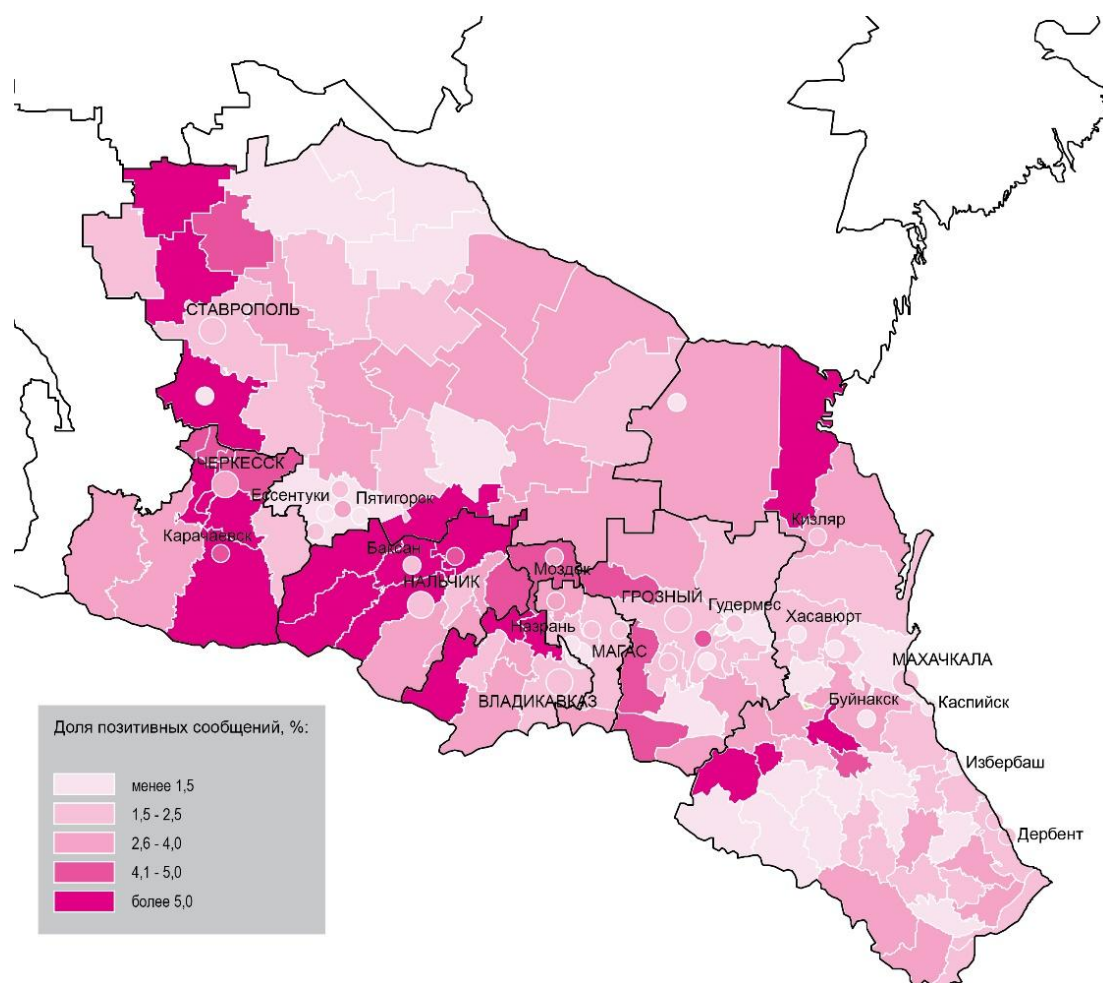 СТАВРОПОЛЬ
ЧЕРКЕССК
Ессентуки
Пятигорск
Кизляр
Карачаевск
Баксан
Моздок
НАЛЬЧИК
ГРОЗНЫЙ
Гудермес
Хасавюрт
Назрань
МАГАС
МАХАЧКАЛА
ВЛАДИКАВКАЗ
Буйнакск
Каспийск
Избербаш
Дербент
Доля позитивных сообщений, %:
менее 1,5
1,5 - 2,5
2,6 - 4,0
4,1 - 5,0
более 5,0